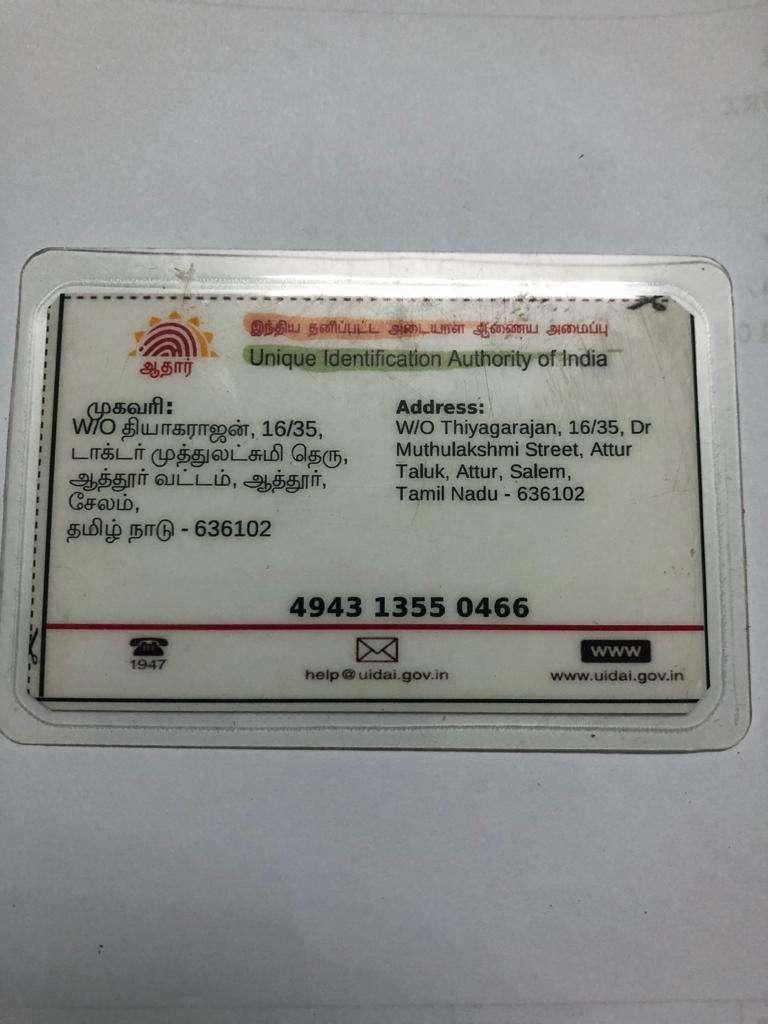 இந்திய தனிப்பட்ட அடையாள ஆணைய அமைப்பு
Unique Identification Authority of India
ஆதார்
முகவரி:
W/O தியாகராஜன், 16/35,
டாக்டர் முத்துலட்சுமி தெரு,
ஆத்தூர் வட்டம், ஆத்தூர்,
சேலம்,
தமிழ் நாடு - 636102
Address:
W/O Thiyagarajan, 16/35, Dr
Muthulakshmi Street, Attur
Taluk, Attur, Salem,
Tamil Nadu - 636102
4943 1355 0466
1947
help@uidai.gov.in
www
www.uidai.gov.in